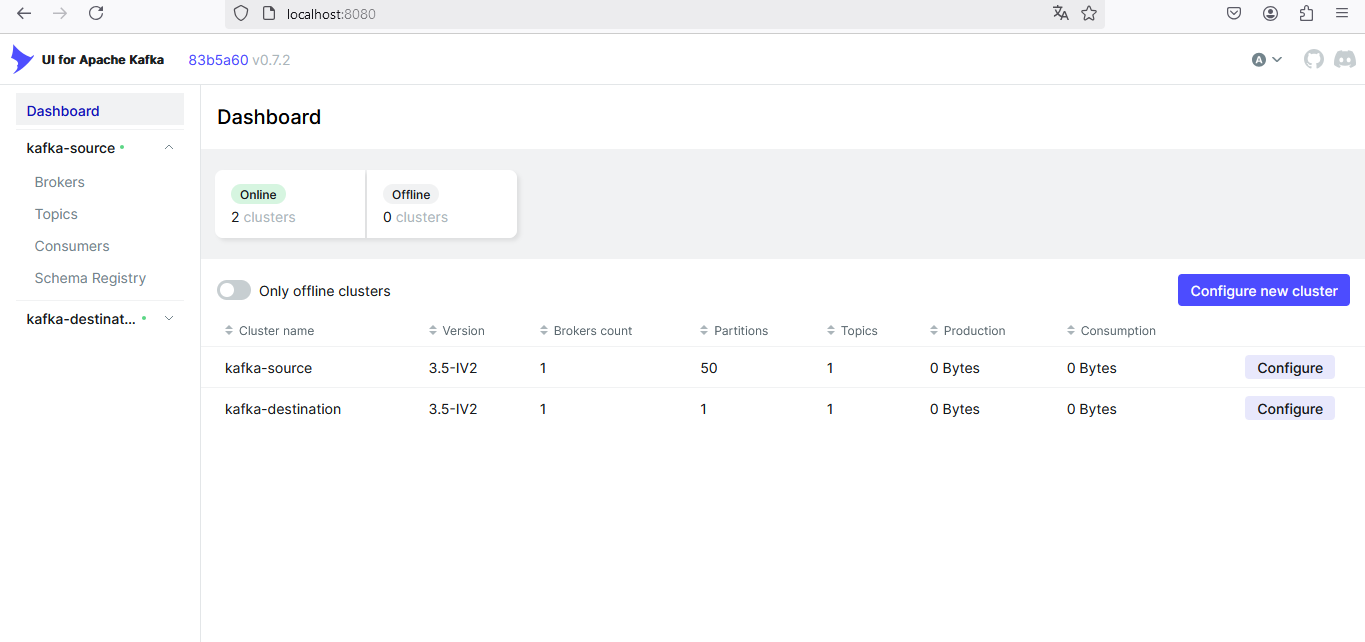 localhost:8080
UI for Apache Kafka 83b5a60 v0.7.2 A
Dashboard
kafka-source
Brokers
Topics
Consumers
Schema Registry
kafka-destinat...
Dashboard
Online Offline
2 clusters 0 clusters
Only offline clusters Configure new cluster
Cluster name Version Brokers count Partitions Topics Production Consumption
kafka-source 3.5-IV2 1 50 1 0 Bytes 0 Bytes Configure
kafka-destination 3.5-IV2 1 1 1 0 Bytes 0 Bytes Configure